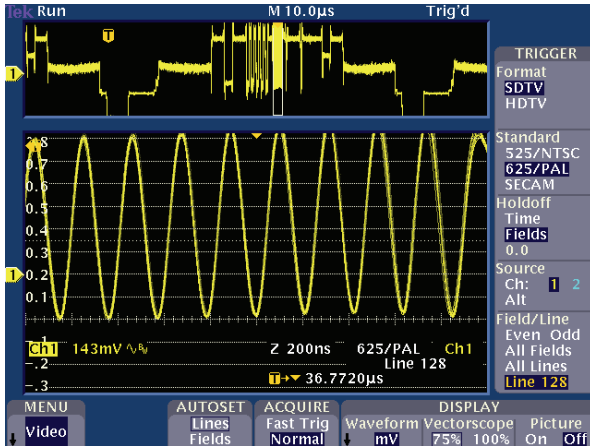 Tek Run M 10.0µs Trig'd
T
1
TRIGGER
Format
SDTV
HDTV
Standard
525/NTSC
625/PAL
SECAM
Holdoff
Time
Fields
0.0
Source
Ch: 1 2
Alt
Field/Line
Even Odd
All Fields
All Lines
Line 128
0.6
0.5
0.4
0.3
1
0.2
0.1
Ch1 143mV Z 200ns 625/PAL Ch1
Line 128
-.2
T 36.7720µs
-.3
MENU
Video
AUTOSET
Lines
Fields
ACQUIRE
Fast Trig
Normal
DISPLAY
Waveform Vectorscope Picture
mV 75% 100% On Off